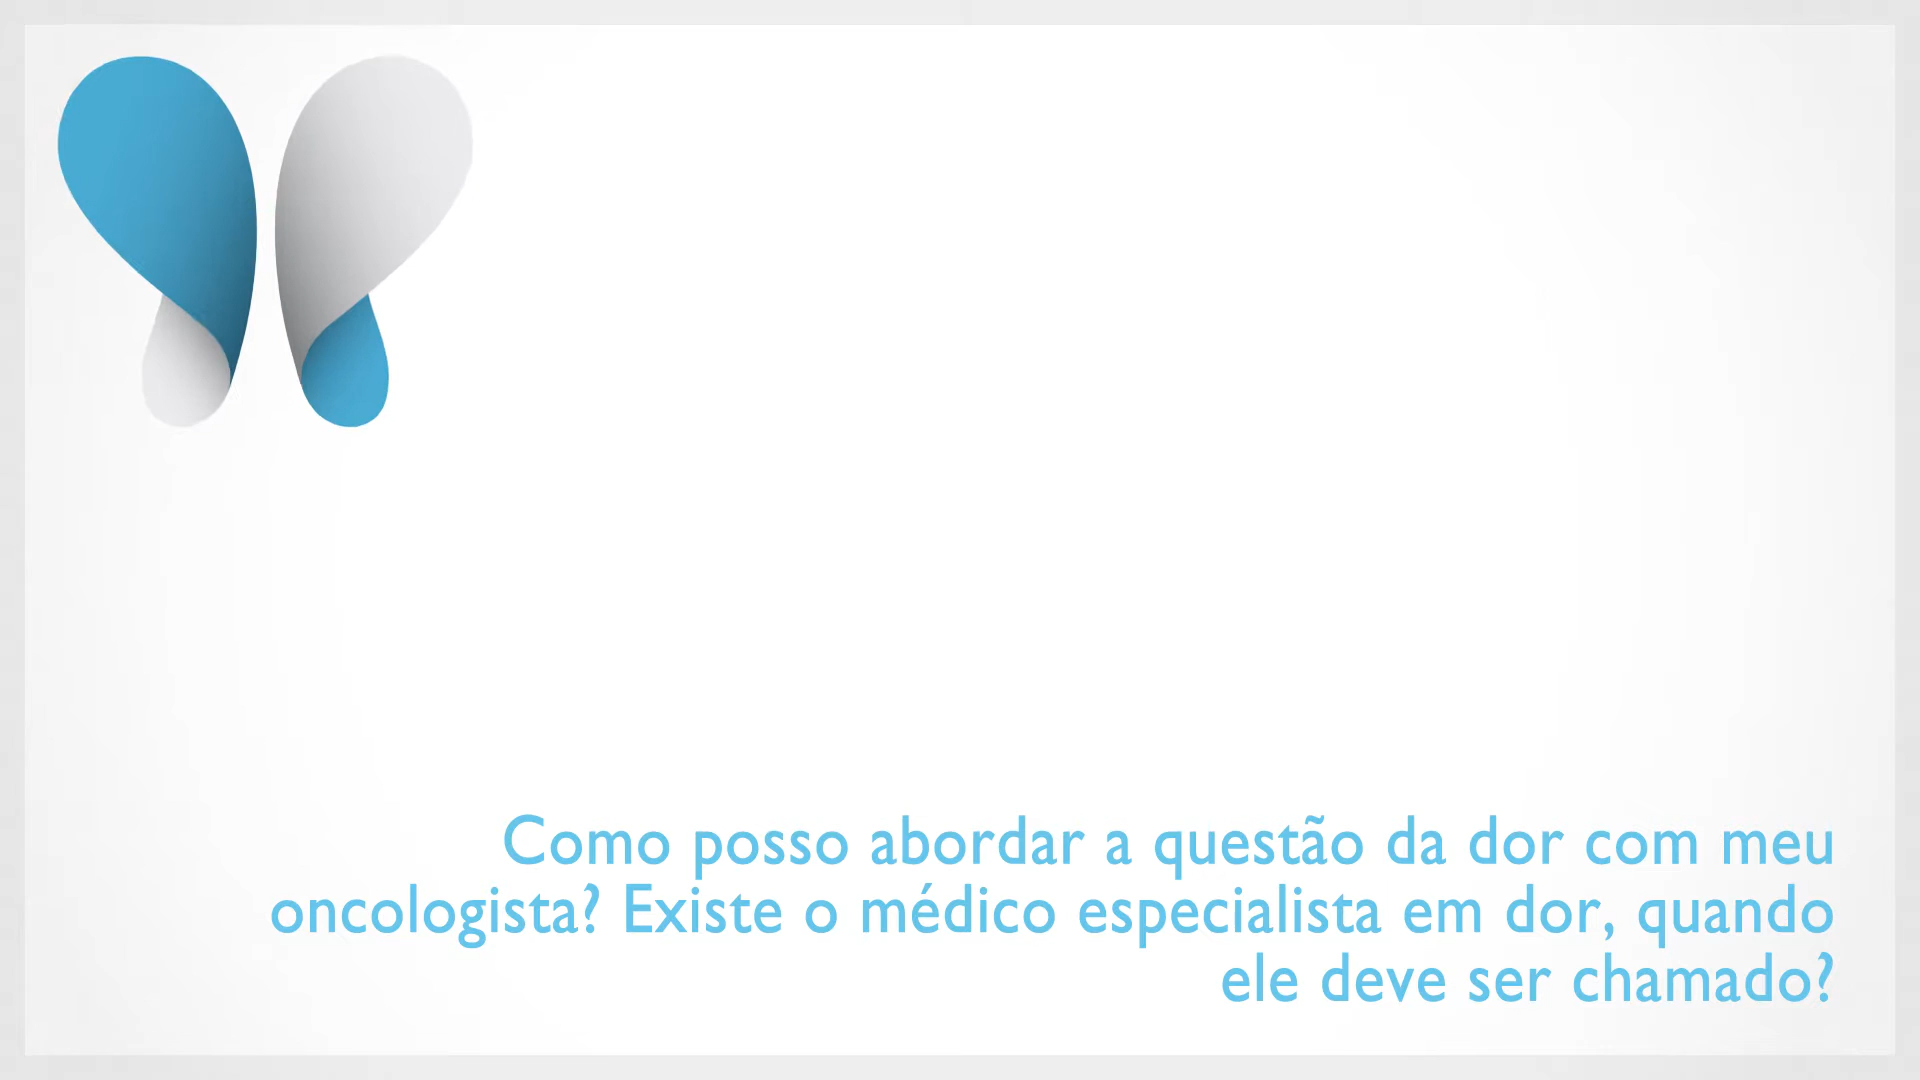 Como posso abordar a questão da dor com meu
oncologista? Existe o médico especialista em dor, quando
ele deve ser chamado?